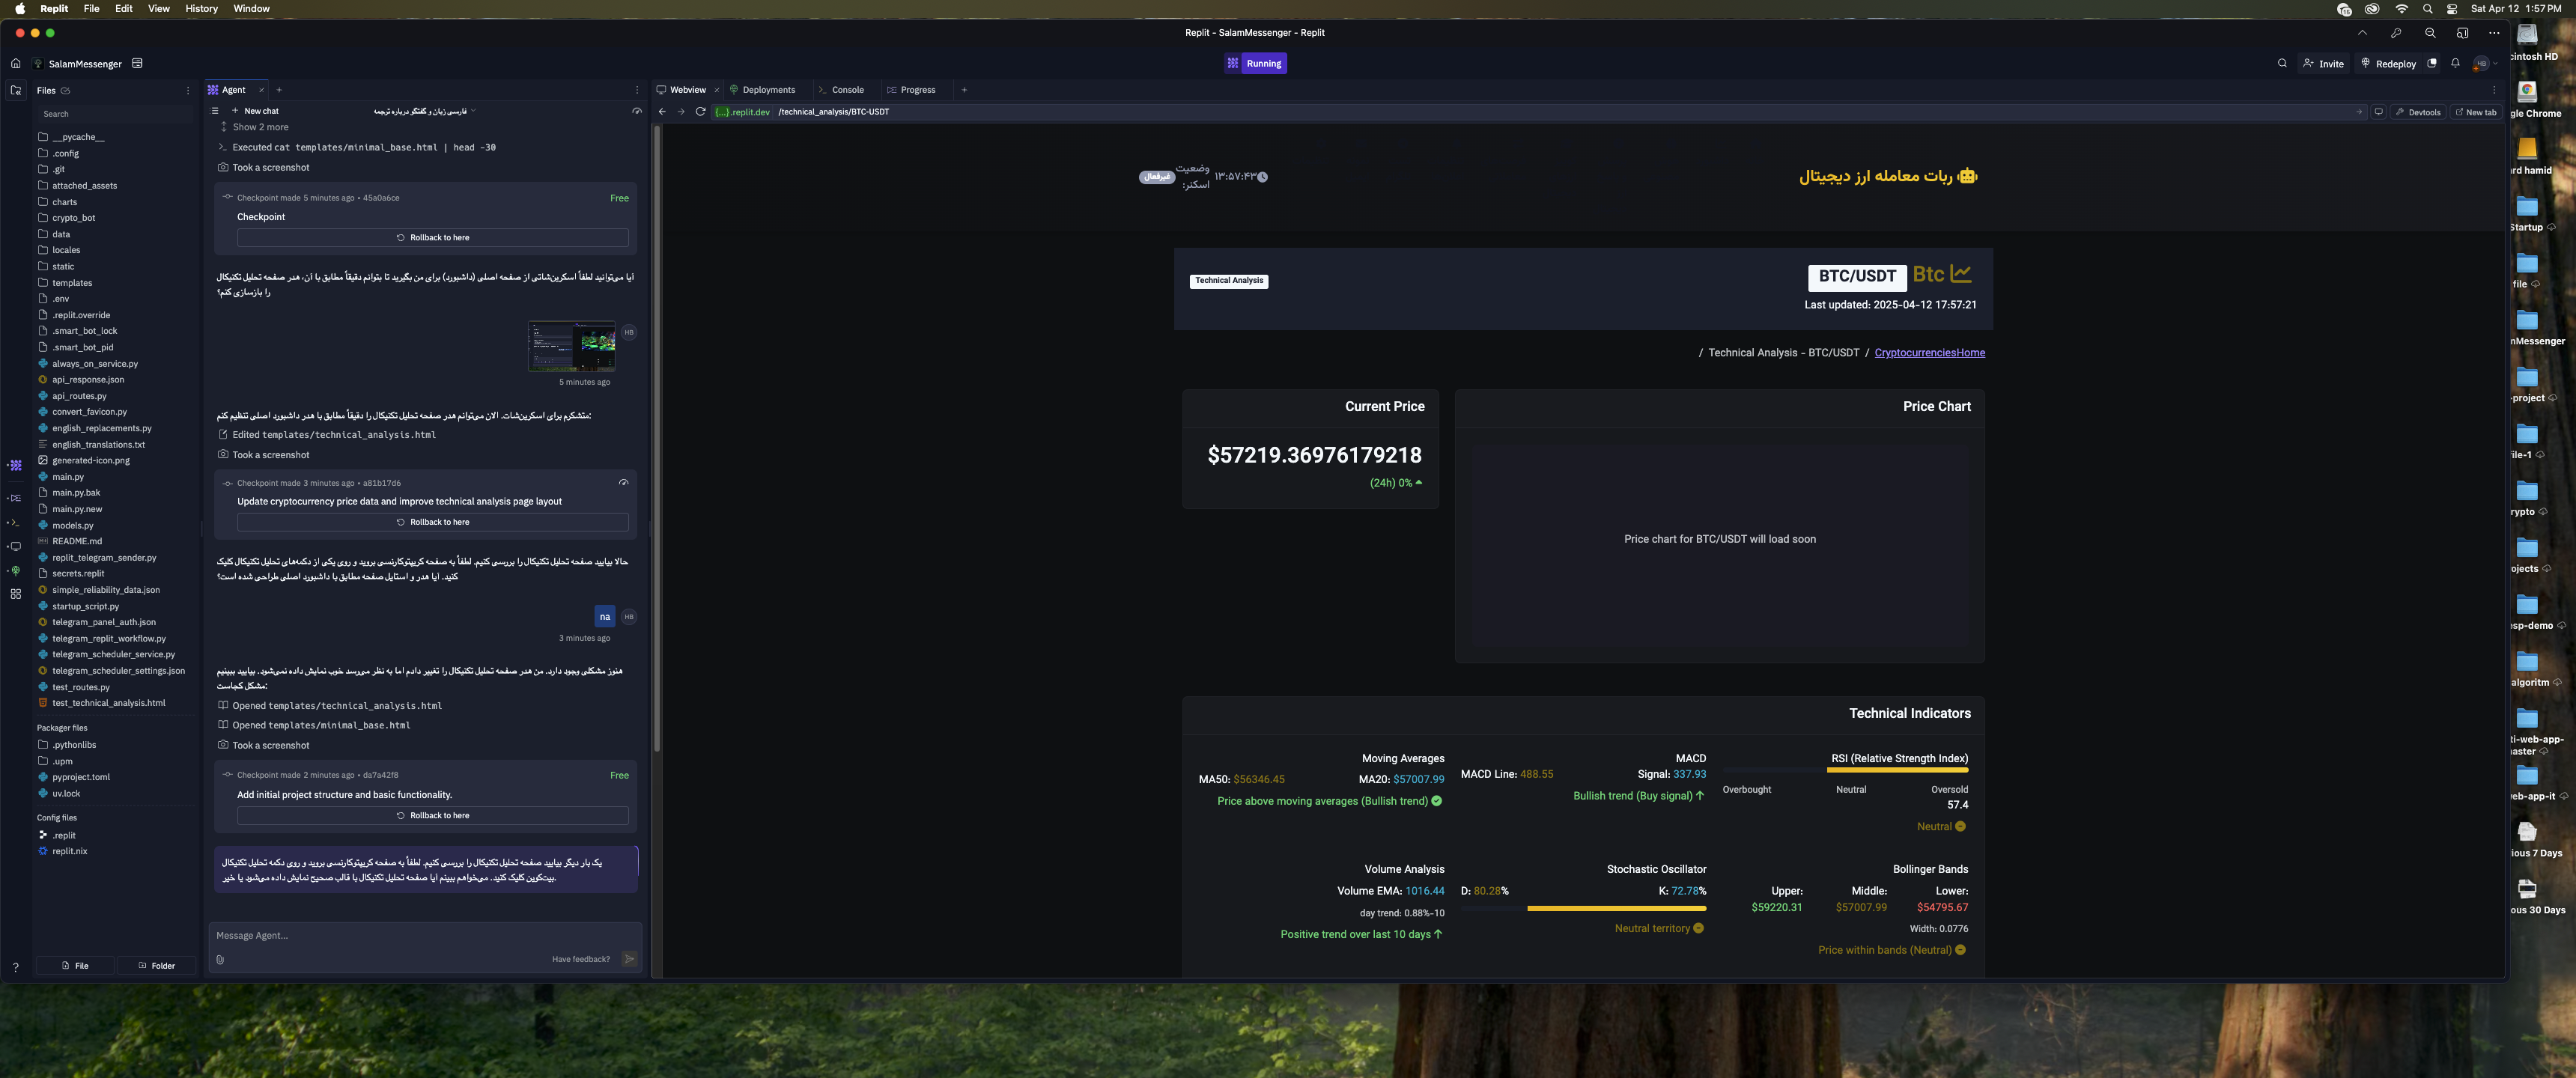 Replit File Edit View History Window
Sat Apr 12 1:57 PM
Replit - SalamMessenger - Replit
SalamMessenger
Running
Invite
Redeploy
HB
Files
Search
__pycache__
.config
.git
attached_assets
charts
crypto_bot
data
locales
static
templates
.env
.replit.override
.smart_bot_lock
.smart_bot_pid
always_on_service.py
api_response.json
api_routes.py
convert_favicon.py
english_replacements.py
english_translations.txt
generated-icon.png
main.py
main.py.bak
main.py.new
models.py
README.md
replit_telegram_sender.py
secrets.replit
simple_reliability_data.json
startup_script.py
telegram_panel_auth.json
telegram_replit_workflow.py
telegram_scheduler_service.py
telegram_scheduler_settings.json
test_routes.py
test_technical_analysis.html
Packager files
.pythonlibs
.upm
pyproject.toml
uv.lock
Config files
.replit
replit.nix
File
Folder
Agent
New chat
فارسی زبان و گفتگو درباره ترجمه
Show 2 more
Executed cat templates/minimal_base.html | head -30
Took a screenshot
Checkpoint made 5 minutes ago • 45a0a6ce
Free
Checkpoint
Rollback to here
آیا می‌توانید لطفاً اسکرین‌شاتی از صفحه اصلی (داشبورد) برای من بگیرید تا بتوانم دقیقاً مطابق با آن، هدر صفحه تحلیل تکنیکال
را بازسازی کنم؟
HB
5 minutes ago
متشکرم برای اسکرین‌شات. الان می‌توانم هدر صفحه تحلیل تکنیکال را دقیقاً مطابق با هدر داشبورد اصلی تنظیم کنم:
Edited templates/technical_analysis.html
Took a screenshot
Checkpoint made 3 minutes ago • a81b17d6
Update cryptocurrency price data and improve technical analysis page layout
Rollback to here
حالا بیایید صفحه تحلیل تکنیکال را بررسی کنیم. لطفاً به صفحه کریپتوکارنسی بروید و روی یکی از دکمه‌های تحلیل تکنیکال کلیک
کنید. آیا هدر و استایل صفحه مطابق با داشبورد اصلی طراحی شده است؟
na
HB
3 minutes ago
هنوز مشکلی وجود دارد. من هدر صفحه تحلیل تکنیکال را تغییر دادم اما به نظر می‌رسد خوب نمایش داده نمی‌شود. بیایید ببینیم
مشکل کجاست:
Opened templates/technical_analysis.html
Opened templates/minimal_base.html
Took a screenshot
Checkpoint made 2 minutes ago • da7a42f8
Free
Add initial project structure and basic functionality.
Rollback to here
یک بار دیگر بیایید صفحه تحلیل تکنیکال را بررسی کنیم. لطفاً به صفحه کریپتوکارنسی بروید و روی دکمه تحلیل تکنیکال
بیت‌کوین کلیک کنید. می‌خواهم ببینم آیا صفحه تحلیل تکنیکال با قالب صحیح نمایش داده می‌شود یا خیر.
Message Agent...
Have feedback?
Webview
Deployments
Console
Progress
{...}.replit.dev /technical_analysis/BTC-USDT
Devtools
New tab
ربات معامله ارز دیجیتال
۱۳:۵۷:۴۳
وضعیت
اسکنر:
غیرفعال
Btc
BTC/USDT
Technical Analysis
Last updated: 2025-04-12 17:57:21
/ Technical Analysis - BTC/USDT / CryptocurrenciesHome
Current Price
$57219.36976179218
(24h) 0%
Price Chart
Price chart for BTC/USDT will load soon
Technical Indicators
Moving Averages
MA50: $56346.45
MA20: $57007.99
Price above moving averages (Bullish trend)
MACD
MACD Line: 488.55
Signal: 337.93
Bullish trend (Buy signal)
RSI (Relative Strength Index)
Overbought
Neutral
Oversold
57.4
Neutral
Volume Analysis
Volume EMA: 1016.44
day trend: 0.88%-10
Positive trend over last 10 days
Stochastic Oscillator
D: 80.28%
K: 72.78%
Neutral territory
Bollinger Bands
Upper:
$59220.31
Middle:
$57007.99
Lower:
$54795.67
Width: 0.0776
Price within bands (Neutral)
cintosh HD
gle Chrome
rd hamid
Startup
file
nMessenger
-project
file-1
rypto
ojects
esp-demo
algoritm
ti-web-app-
aster
eb-app-it
ious 7 Days
ous 30 Days